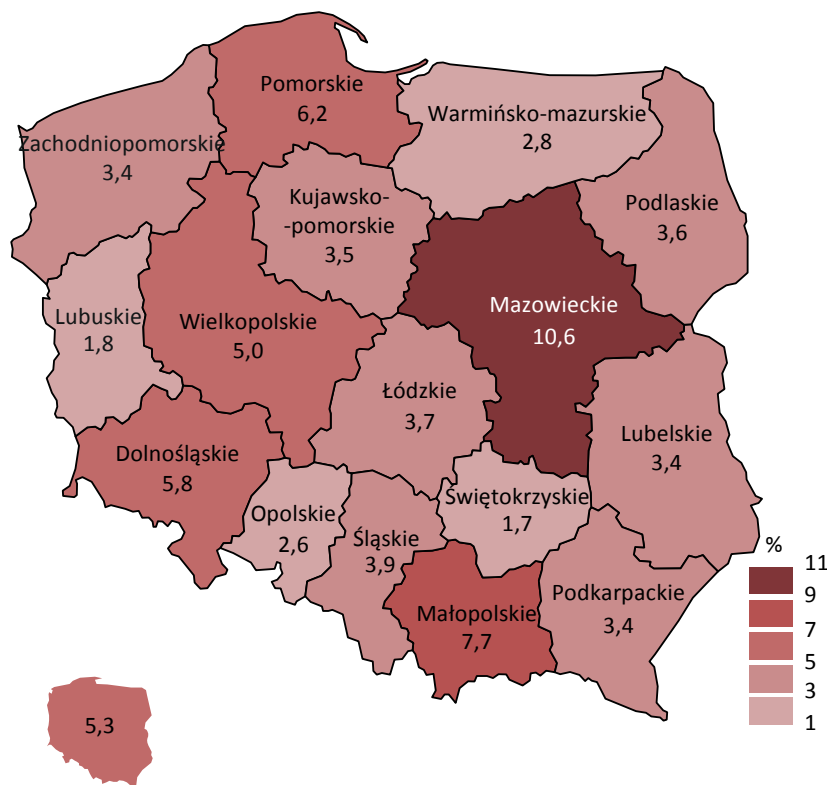 Pomorskie
6,2
Warmińsko-mazurskie
2,8
Zachodniopomorskie
3,4
Kujawsko-
-pomorskie
3,5
Podlaskie
3,6
Mazowieckie
10,6
Lubuskie
1,8
Wielkopolskie
5,0
Łódzkie
3,7
Lubelskie
3,4
Dolnośląskie
5,8
Opolskie
2,6
Śląskie
3,9
Świętokrzyskie
1,7
Małopolskie
7,7
Podkarpackie
3,4
%
11
9
7
5
3
1
5,3